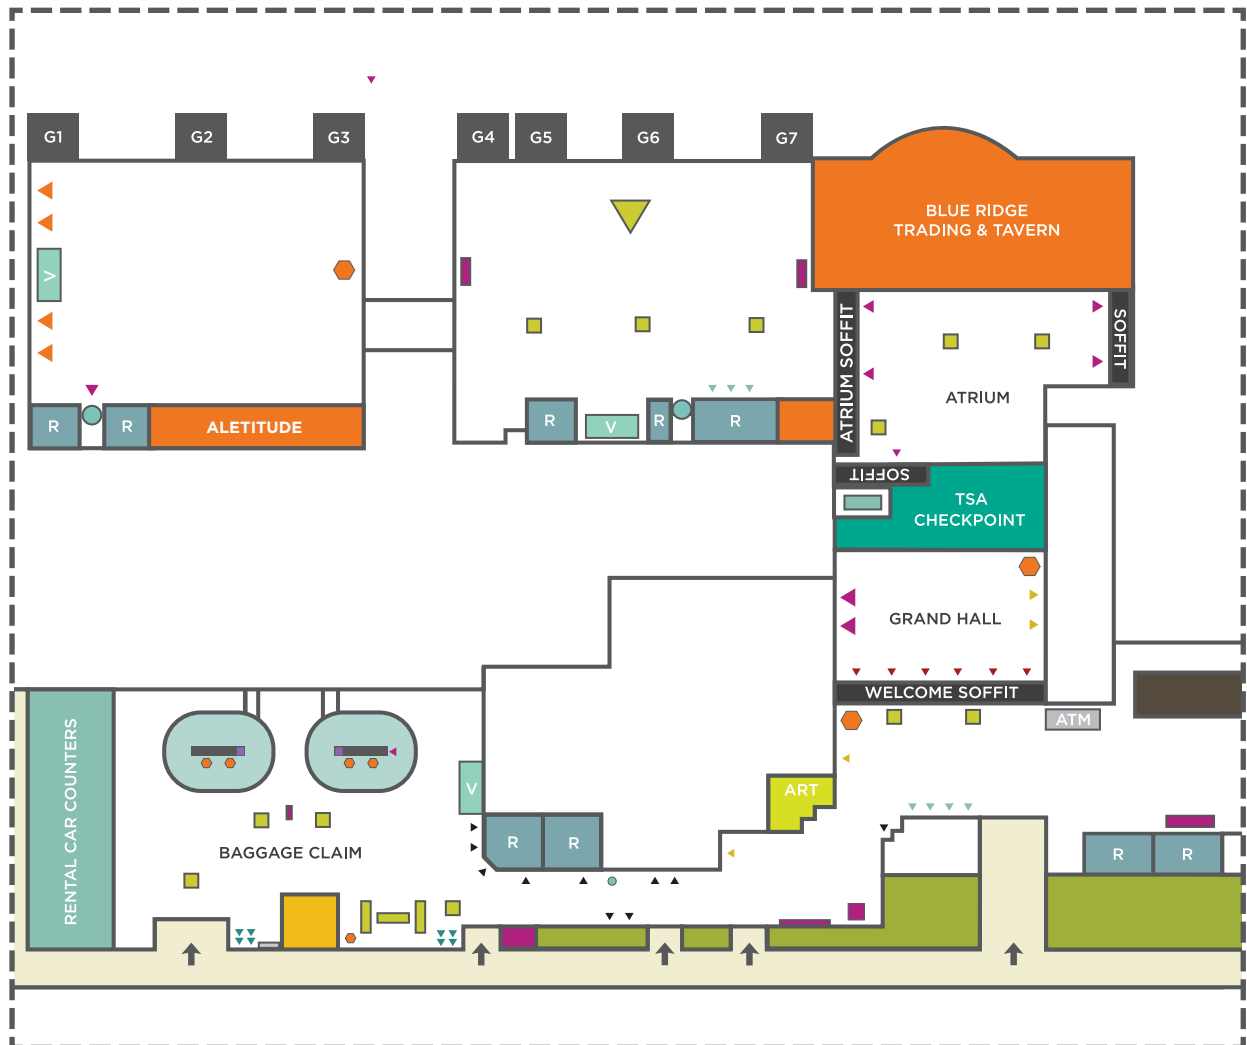 G1
G2
G3
G4
G5
G6
G7
BLUE RIDGE
TRADING & TAVERN
V
ATRIUM SOFFIT
SOFFIT
ATRIUM
R
R
ALETITUDE
R
V
R
R
SOFFIT
TSA
CHECKPOINT
GRAND HALL
WELCOME SOFFIT
ATM
RENTAL CAR COUNTERS
V
ART
BAGGAGE CLAIM
R
R
R
R